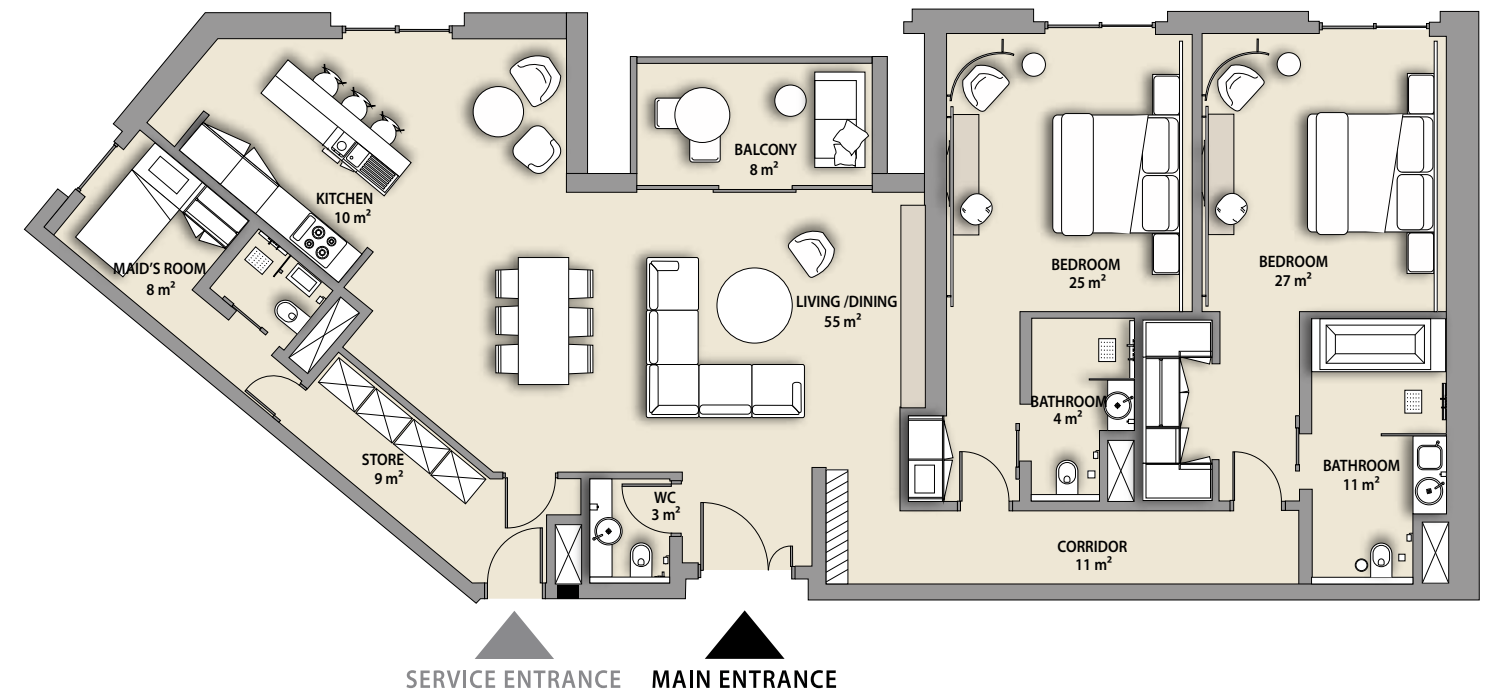 BALCONY
8 m²
KITCHEN
10 m²
MAID'S ROOM
8 m²
BEDROOM
25 m²
BEDROOM
27 m²
LIVING /DINING
55 m²
BATHROOM
4 m²
STORE
9 m²
WC
3 m²
BATHROOM
11 m²
CORRIDOR
11 m²
SERVICE ENTRANCE
MAIN ENTRANCE